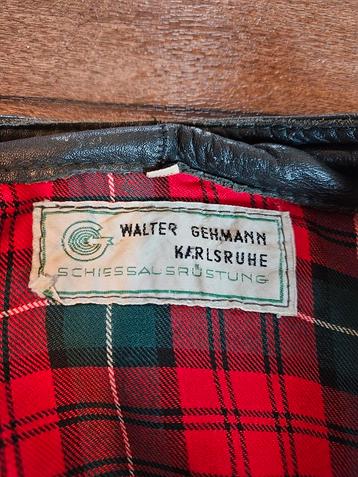 WALTER GEHMANN
KARLSRUHE
SCHIESSAUSRÜSTUNG